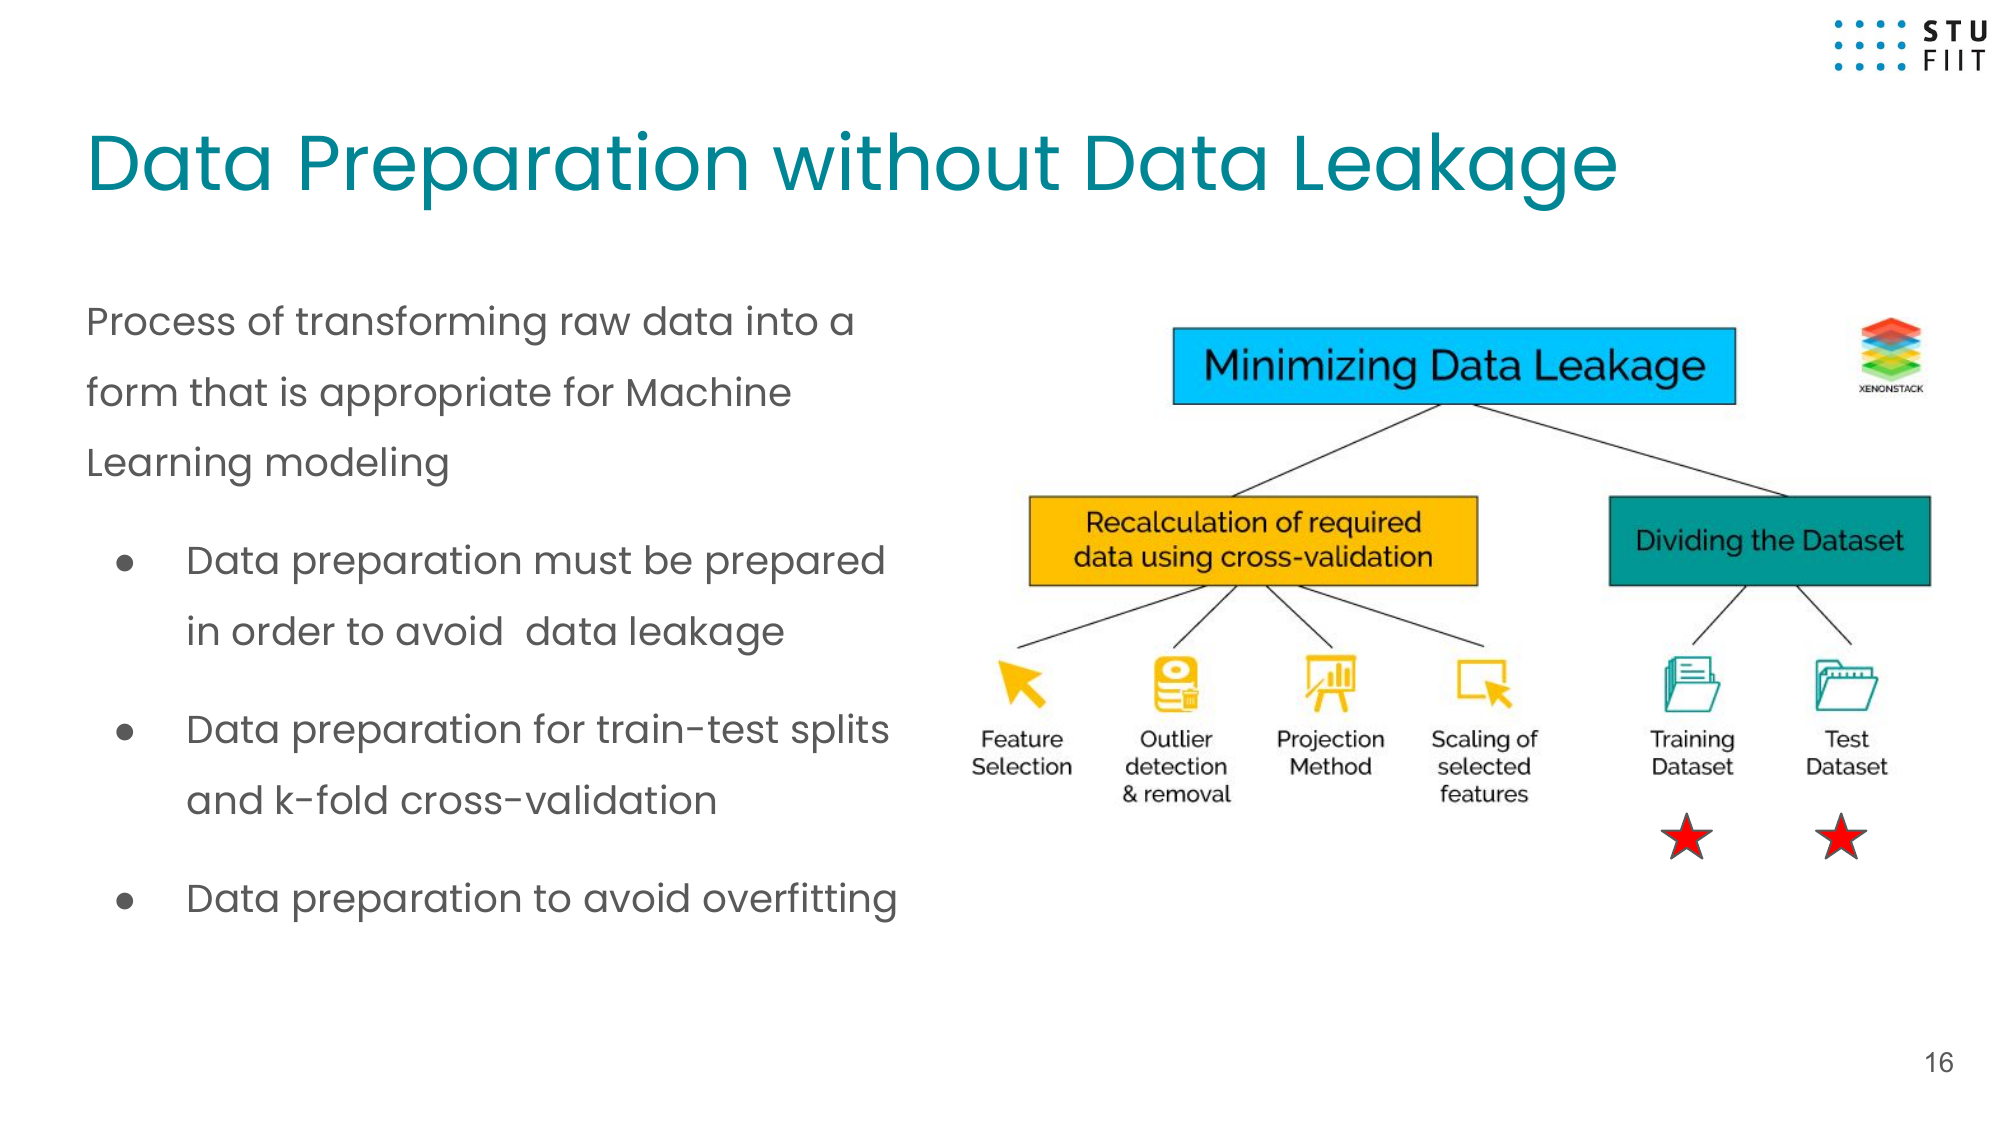 STU
FIIT
Data Preparation without Data Leakage
Process of transforming raw data into a
form that is appropriate for Machine
Learning modeling
● Data preparation must be prepared
in order to avoid  data leakage
● Data preparation for train-test splits
and k-fold cross-validation
● Data preparation to avoid overfitting
Minimizing Data Leakage
XENONSTACK
Recalculation of required
data using cross-validation
Dividing the Dataset
Feature
Selection
Outlier
detection
& removal
Projection
Method
Scaling of
selected
features
Training
Dataset
Test
Dataset
16